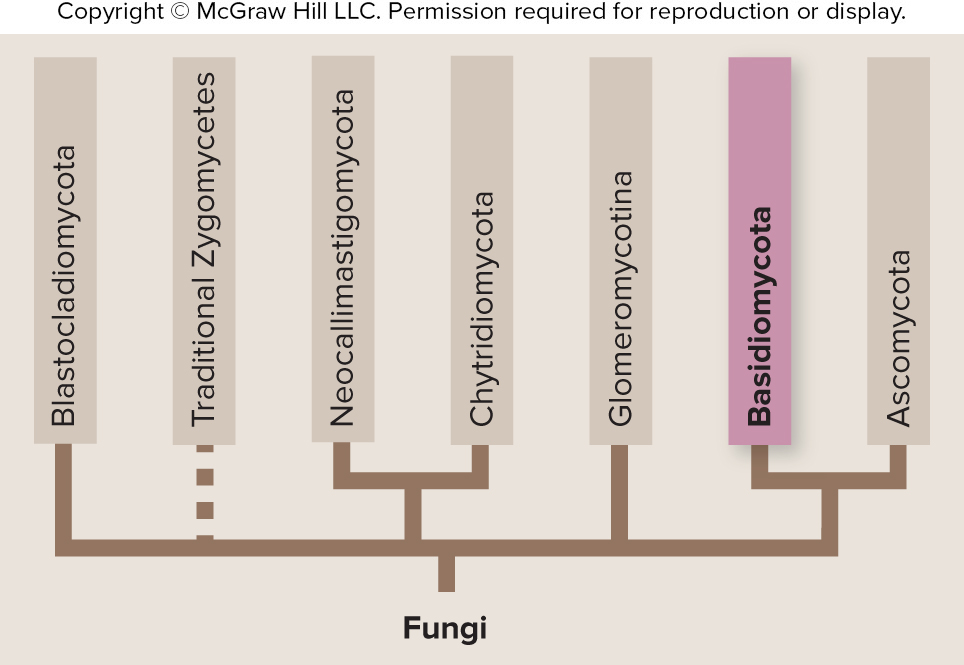 Copyright © McGraw Hill LLC. Permission required for reproduction or display.
Blastocladiomycota
Traditional Zygomycetes
Neocallimastigomycota
Chytridiomycota
Glomeromycotina
Basidiomycota
Ascomycota
Fungi